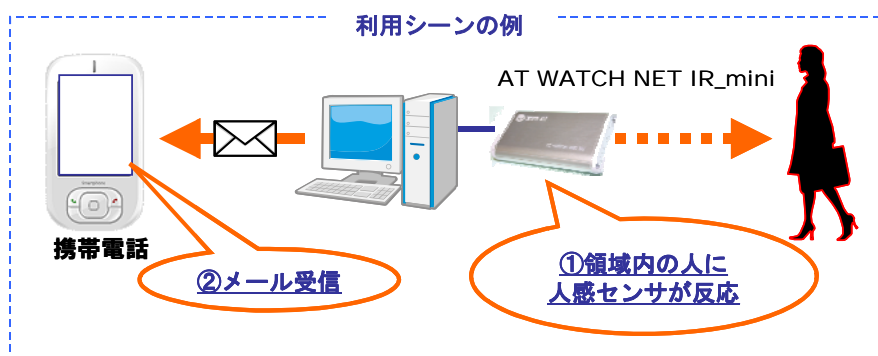 利用シーンの例
AT WATCH NET IR_mini
携帯電話
②メール受信
①領域内の人に
人感センサが反応